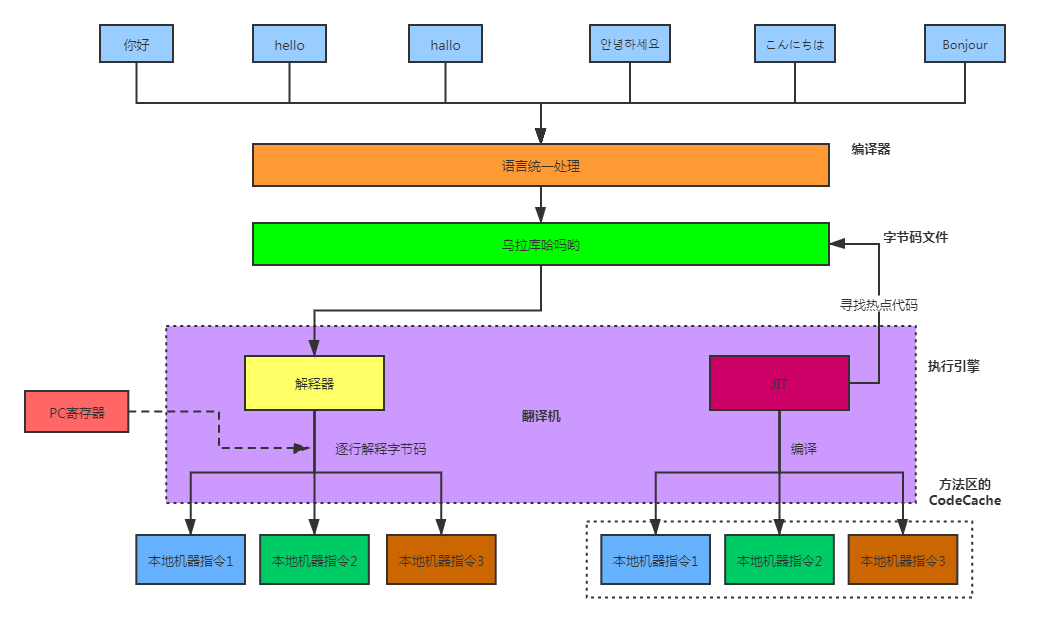 你好
hello
hallo
안녕하세요
こんにちは
Bonjour
编译器
语言统一处理
字节码文件
乌拉库哈吗哟
寻找热点代码
执行引擎
解释器
JIT
PC寄存器
翻译机
逐行解释字节码
编译
方法区的
CodeCache
本地机器指令1
本地机器指令2
本地机器指令3
本地机器指令1
本地机器指令2
本地机器指令3